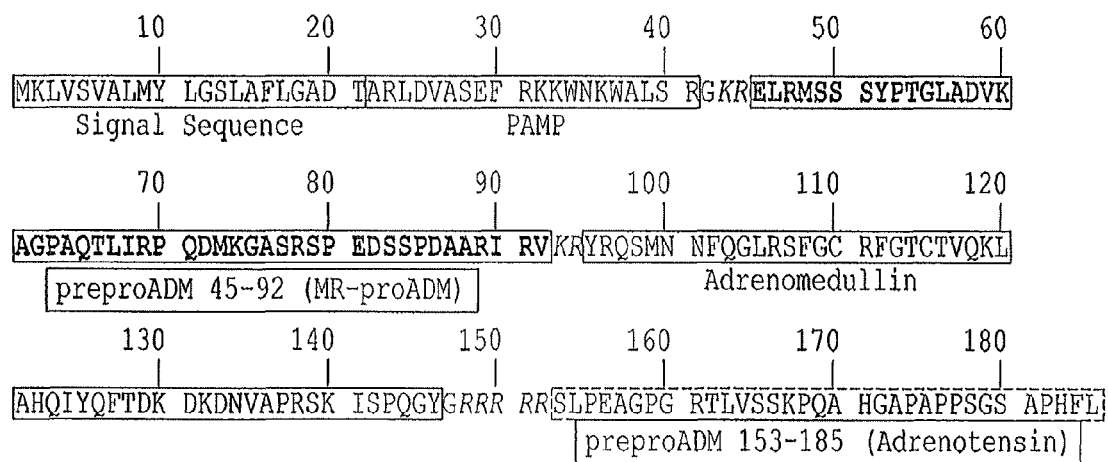 10 20 30 40 50 60
MKLVSVALMY LGSLAFLGAD TARLDVASEF RKKWNKWALS RGKRELRMSS SYPTGLADVK
Signal Sequence PAMP
70 80 90 100 110 120
AGPAQTLIRP QDMKGASRSP EDSSPDAARI RVKRYRQSMN NFQGLRSFGC RFGTCTVQKL
preproADM 45-92 (MR-proADM) Adrenomedullin
130 140 150 160 170 180
AHQIYQFTDK DKDNVAPRSK ISPQGYGRRR RRSLPEAGPG RTLVSSKPQA HGAPAPPSGS APHFL
preproADM 153-185 (Adrenotensin)